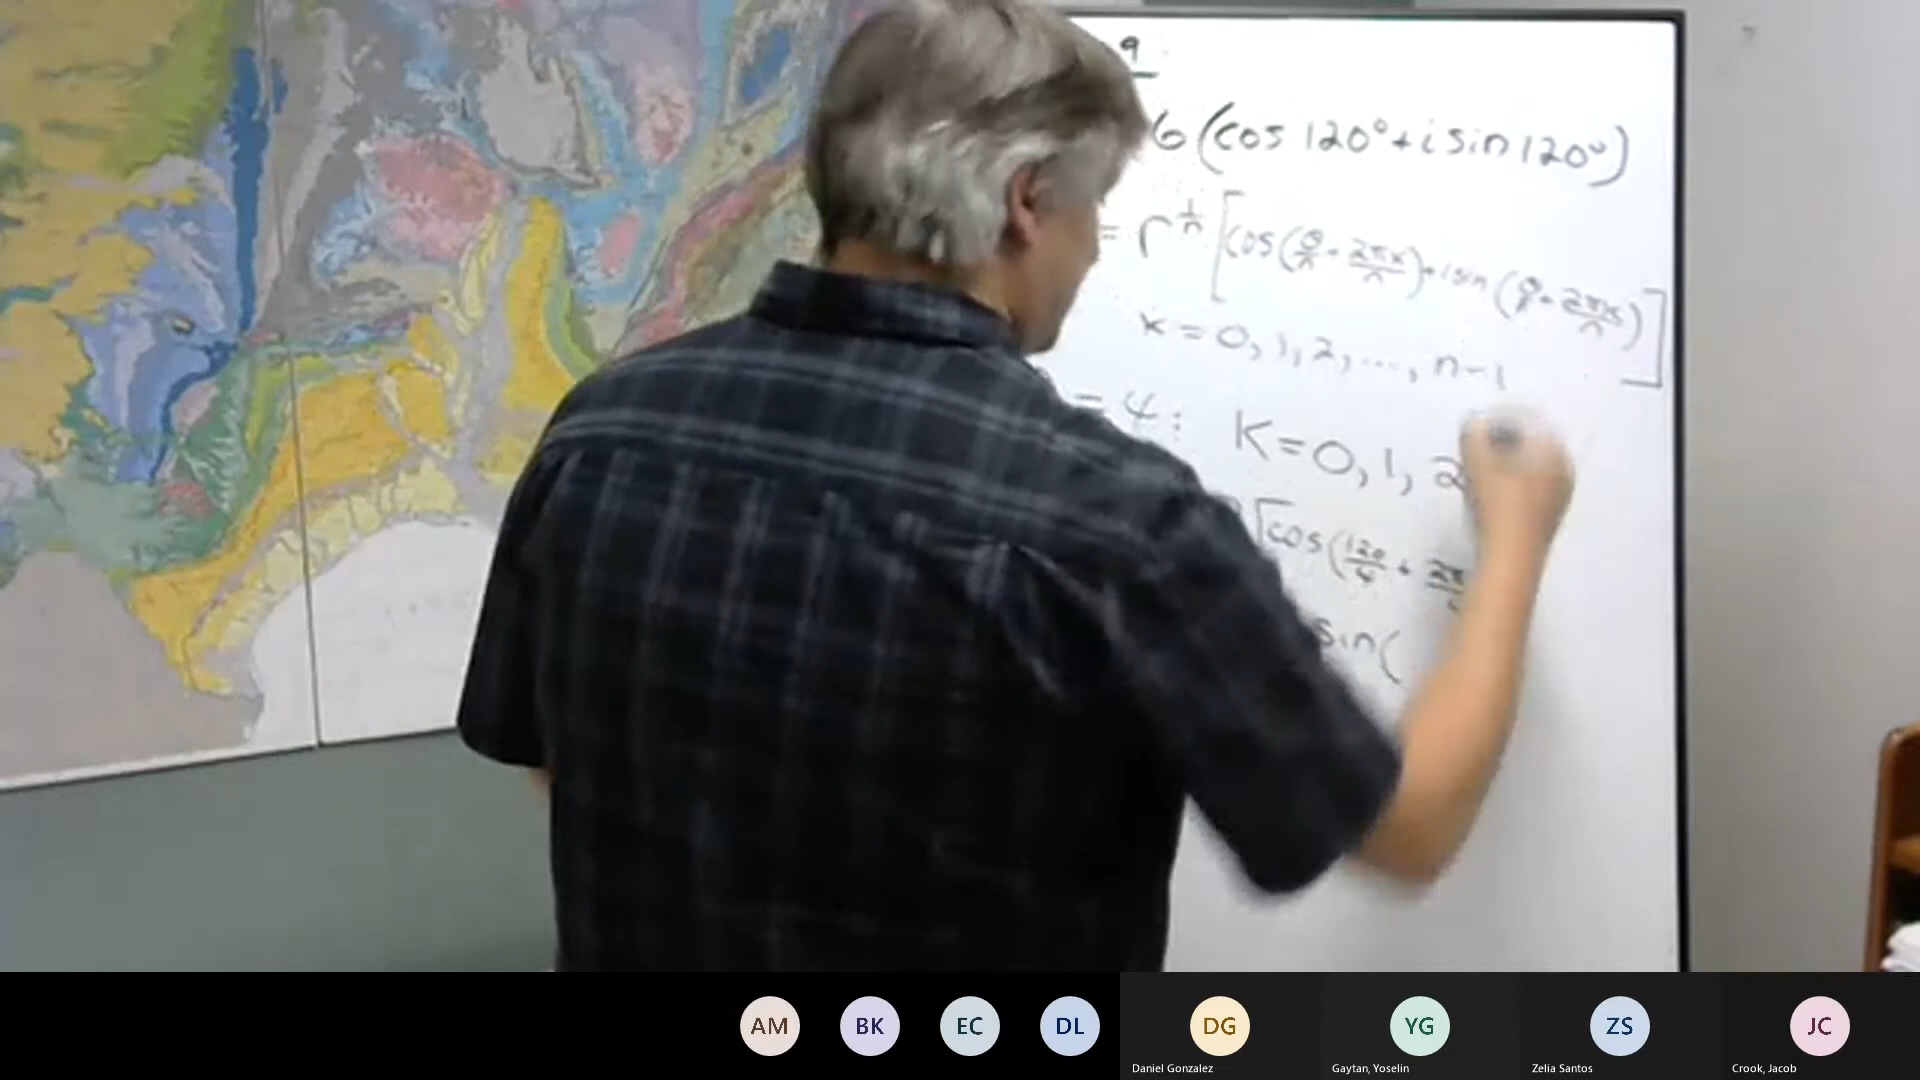 9
6 (cos 120° + i sin 120°)
= r^(1/n) [cos(θ/n + 2πk/n) + i sin (θ/n + 2πk/n)]
k = 0, 1, 2, ..., n-1
= 4: K = 0, 1, 2
[cos(120/4 + 2π
sin(
AM BK EC DL DG YG ZS JC
Daniel Gonzalez Gaytan, Yoselin Zelia Santos Crook, Jacob